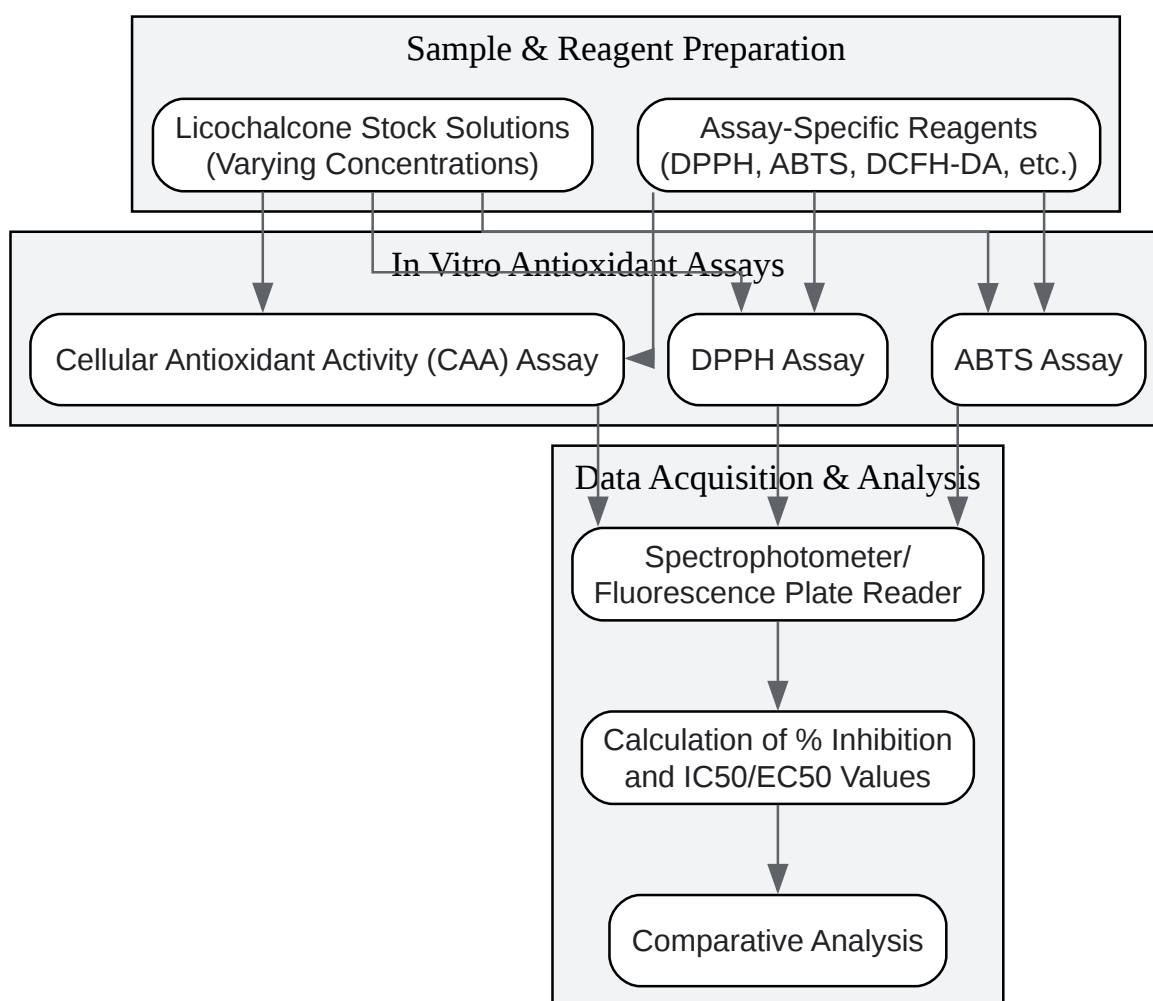 Sample & Reagent Preparation
Licochalcone Stock Solutions
(Varying Concentrations)
Assay-Specific Reagents
(DPPH, ABTS, DCFH-DA, etc.)
In Vitro Antioxidant Assays
Cellular Antioxidant Activity (CAA) Assay
DPPH Assay
ABTS Assay
Data Acquisition & Analysis
Spectrophotometer/
Fluorescence Plate Reader
Calculation of % Inhibition
and IC50/EC50 Values
Comparative Analysis